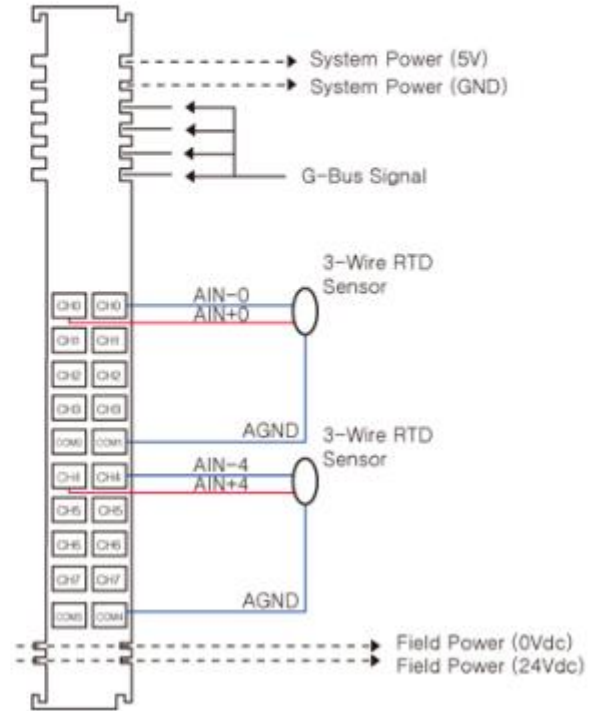 System Power (5V)
System Power (GND)
G-Bus Signal
3-Wire RTD
Sensor
AIN-0
AIN+0
CH0 CH0
CH1 CH1
CH2 CH2
CH3 CH3
AGND
COM0 COM1
3-Wire RTD
Sensor
AIN-4
AIN+4
CH4 CH4
CH5 CH5
CH6 CH6
CH7 CH7
AGND
COM3 COM4
Field Power (0Vdc)
Field Power (24Vdc)